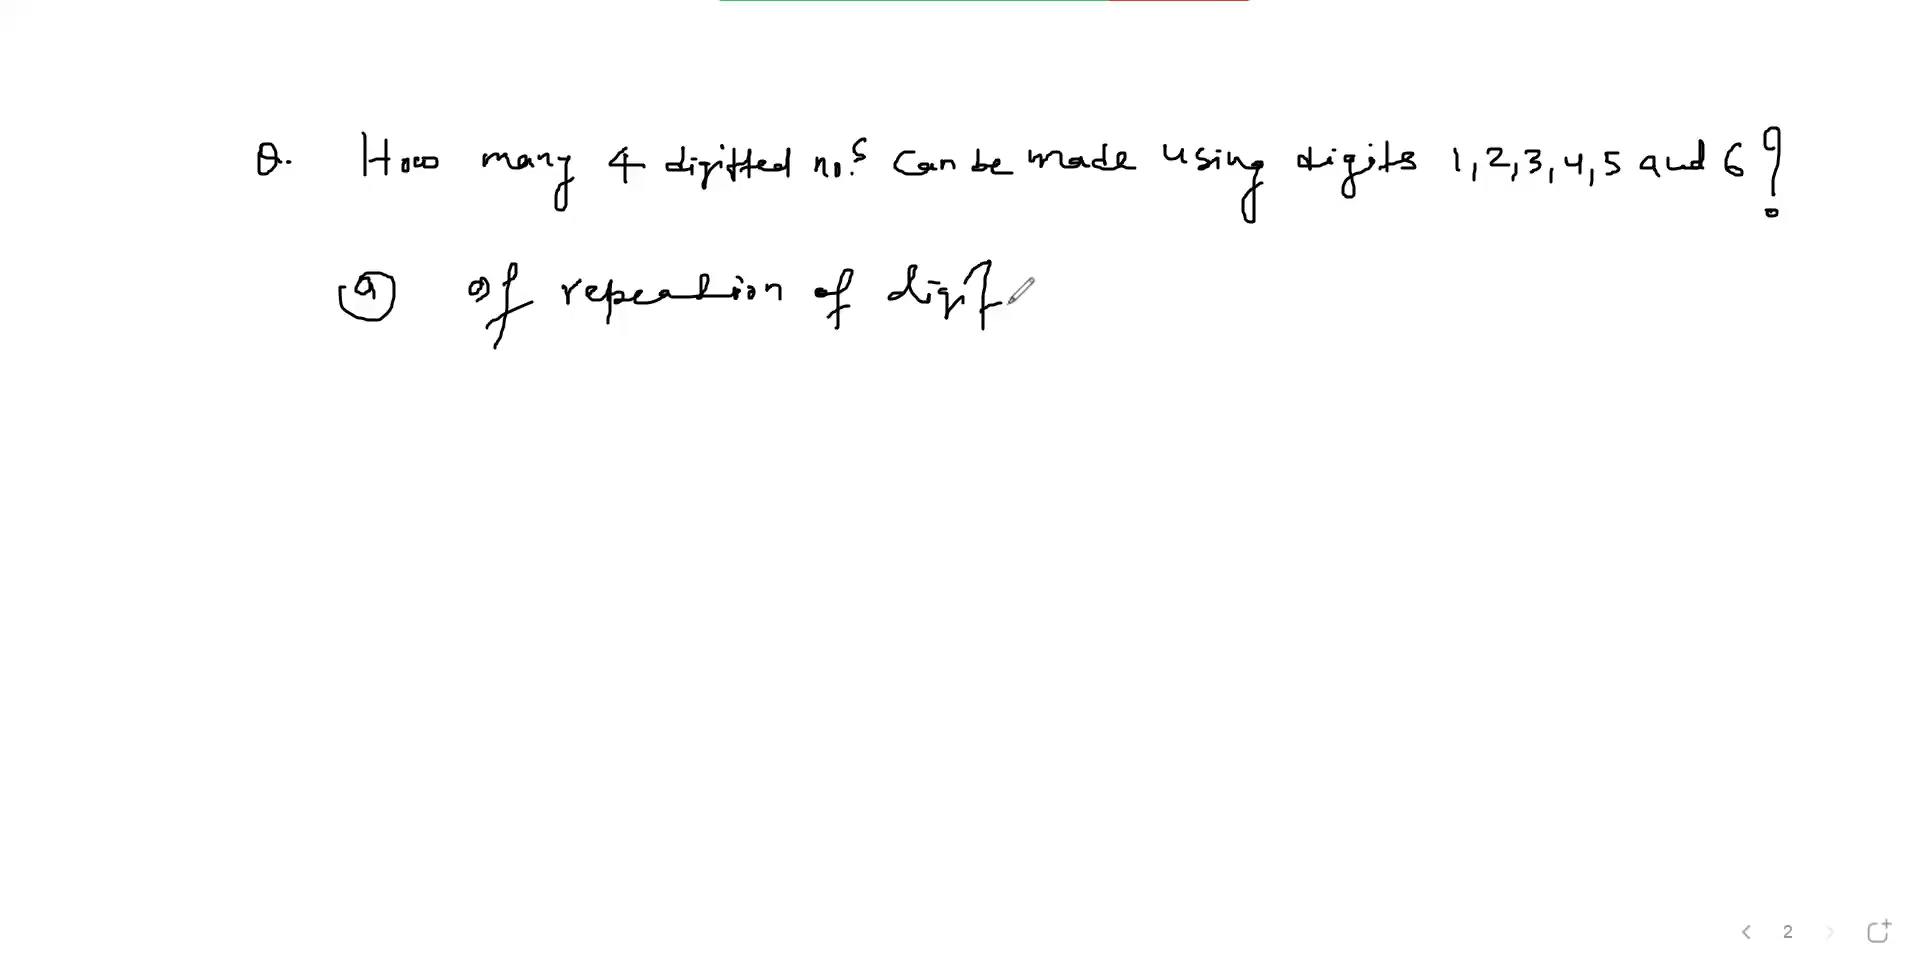 Q. How many 4 digitted no.s can be made using digits 1,2,3,4,5 and 6?
(a) If repeation of digit
2